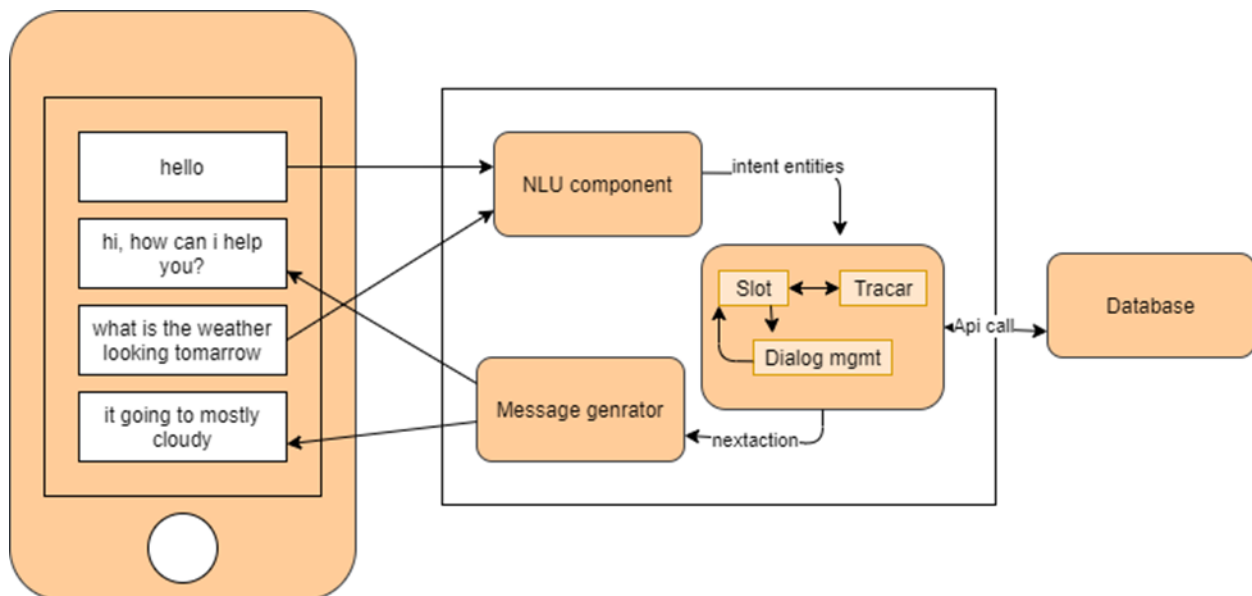 hello
hi, how can i help
you?
what is the weather
looking tomarrow
it going to mostly
cloudy
NLU component
intent entities
Slot
Tracar
Dialog mgmt
Api call
Database
Message genrator
nextaction